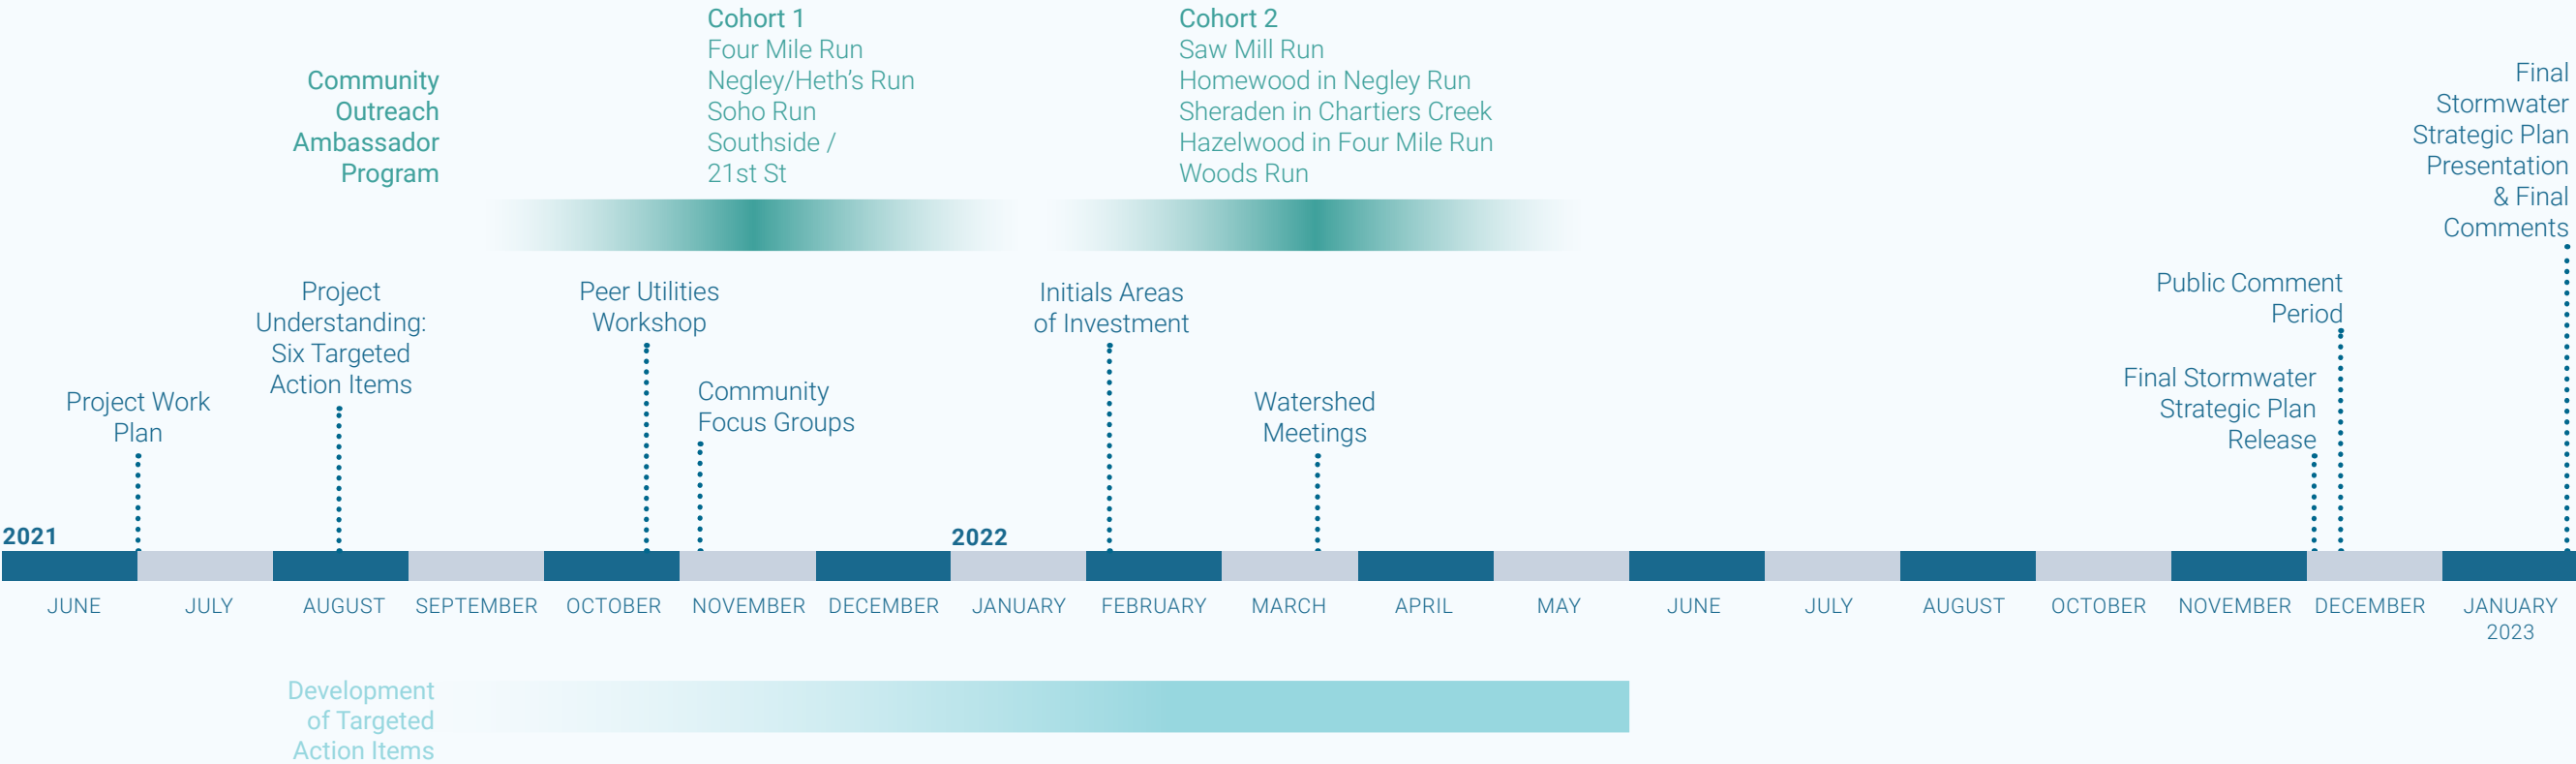 Community
Outreach
Ambassador
Program
Cohort 1
Four Mile Run
Negley/Heth’s Run
Soho Run
Southside /
21st St
Cohort 2
Saw Mill Run
Homewood in Negley Run
Sheraden in Chartiers Creek
Hazelwood in Four Mile Run
Woods Run
Project Work
Plan
Project
Understanding:
Six Targeted
Action Items
Peer Utilities
Workshop
Community
Focus Groups
Initials Areas
of Investment
Watershed
Meetings
Final Stormwater
Strategic Plan
Release
Public Comment
Period
Final
Stormwater
Strategic Plan
Presentation
& Final
Comments
2021
2022
JUNE
JULY
AUGUST
SEPTEMBER
OCTOBER
NOVEMBER
DECEMBER
JANUARY
FEBRUARY
MARCH
APRIL
MAY
JUNE
JULY
AUGUST
OCTOBER
NOVEMBER
DECEMBER
JANUARY
2023
Development
of Targeted
Action Items